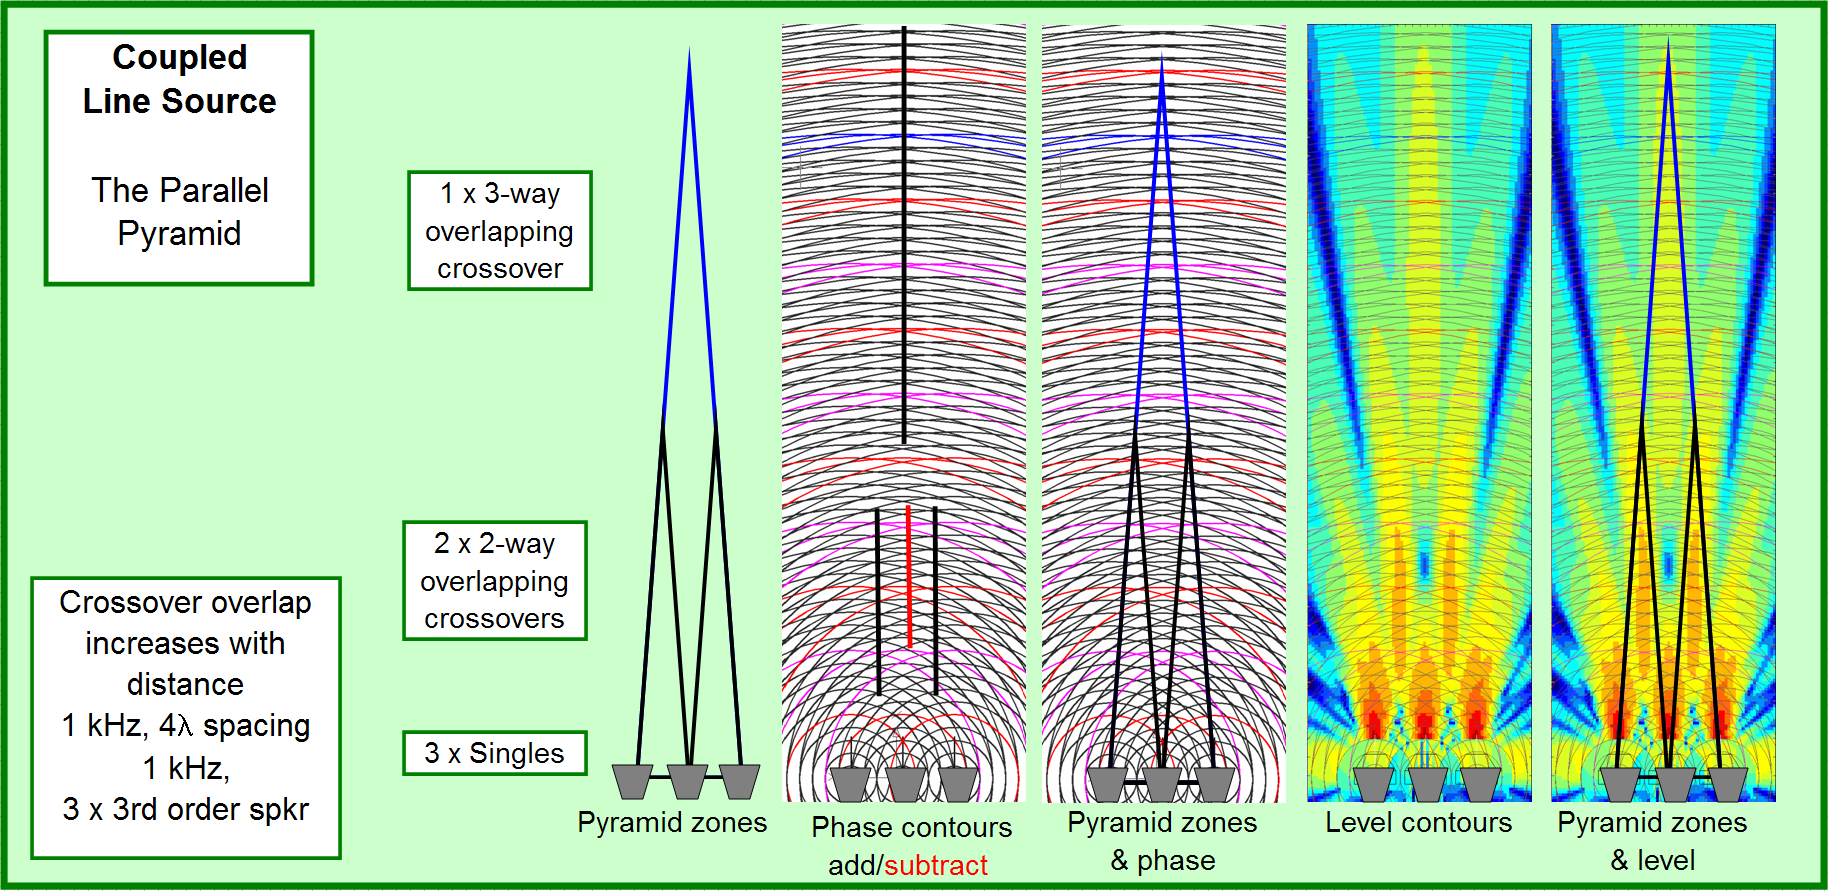 Coupled
Line Source
The Parallel
Pyramid
1 x 3-way
overlapping
crossover
2 x 2-way
overlapping
crossovers
Crossover overlap
increases with
distance
1 kHz, 4λ spacing
1 kHz,
3 x 3rd order spkr
3 x Singles
Pyramid zones
Phase contours
add/subtract
Pyramid zones
& phase
Level contours
Pyramid zones
& level